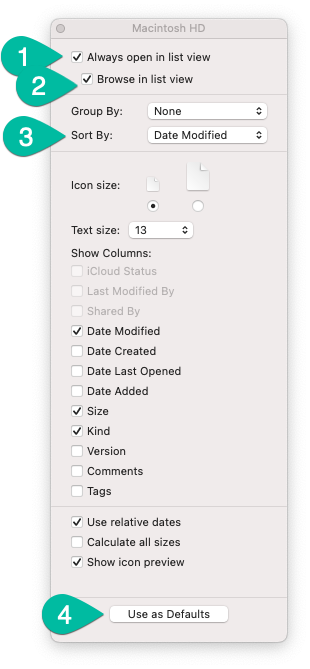 Macintosh HD
1 Always open in list view
2 Browse in list view
Group By: None
3 Sort By: Date Modified
Icon size:
Text size: 13
Show Columns:
iCloud Status
Last Modified By
Shared By
Date Modified
Date Created
Date Last Opened
Date Added
Size
Kind
Version
Comments
Tags
Use relative dates
Calculate all sizes
Show icon preview
4 Use as Defaults